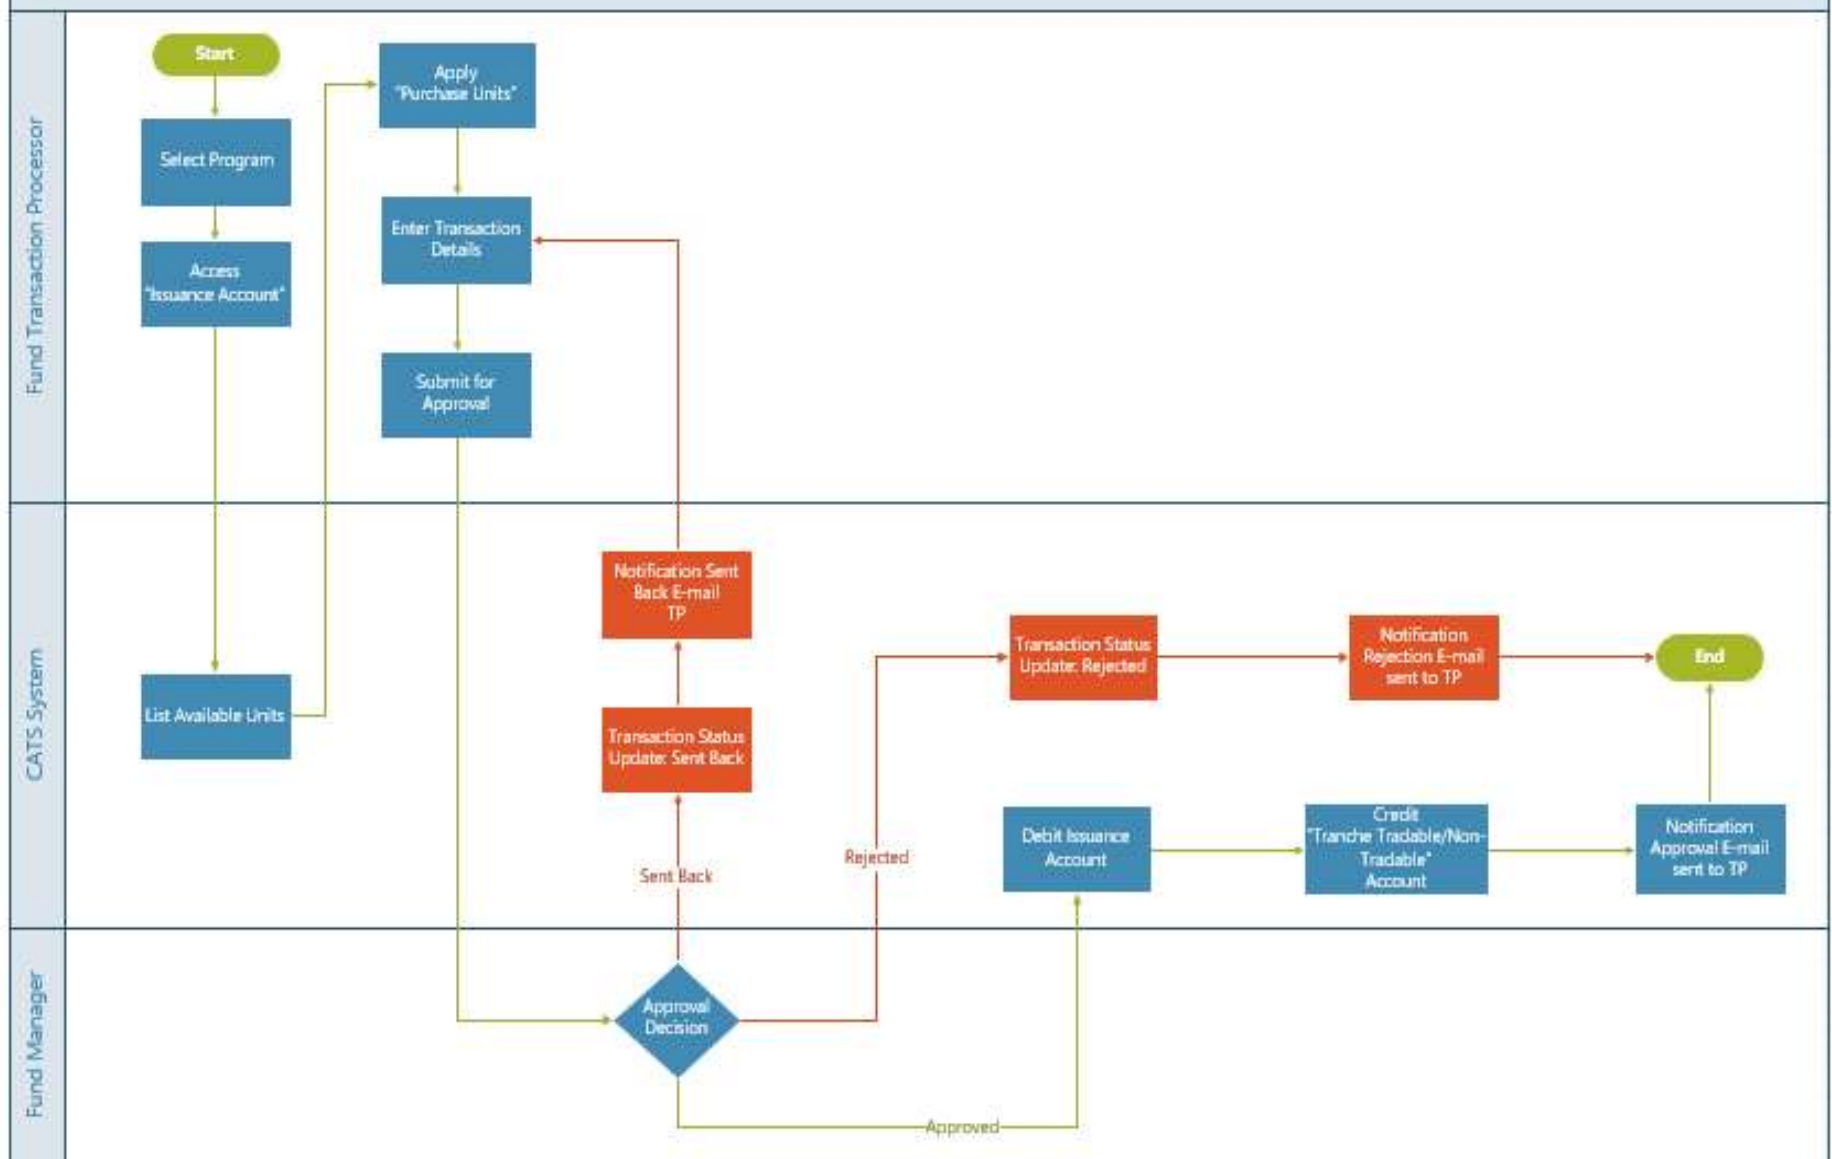 Fund Transaction Processor
Start
Select Program
Access
"Issuance Account"
Apply
"Purchase Units"
Enter Transaction
Details
Submit for
Approval
CATS System
List Available Units
Notification Sent
Back E-mail
TP
Transaction Status
Update: Sent Back
Sent Back
Rejected
Transaction Status
Update: Rejected
Notification
Rejection E-mail
sent to TP
End
Debit Issuance
Account
Credit
"Tranche Tradable/Non-
Tradable"
Account
Notification
Approval E-mail
sent to TP
Fund Manager
Approval
Decision
Approved